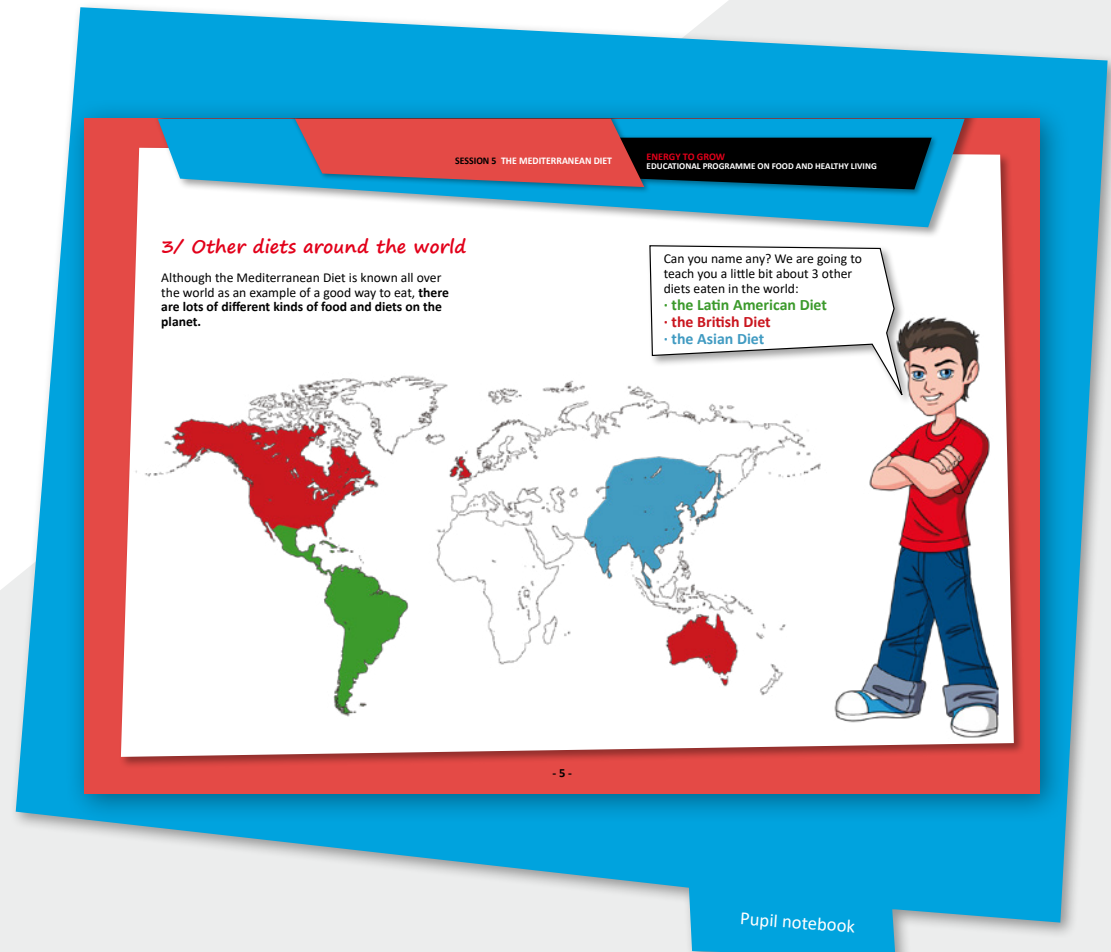 SESSION 5 THE MEDITERRANEAN DIET
ENERGY TO GROW
EDUCATIONAL PROGRAMME ON FOOD AND HEALTHY LIVING
3/ Other diets around the world
Although the Mediterranean Diet is known all over
the world as an example of a good way to eat, there
are lots of different kinds of food and diets on the
planet.
Can you name any? We are going to
teach you a little bit about 3 other
diets eaten in the world:
· the Latin American Diet
· the British Diet
· the Asian Diet
- 5 -
Pupil notebook